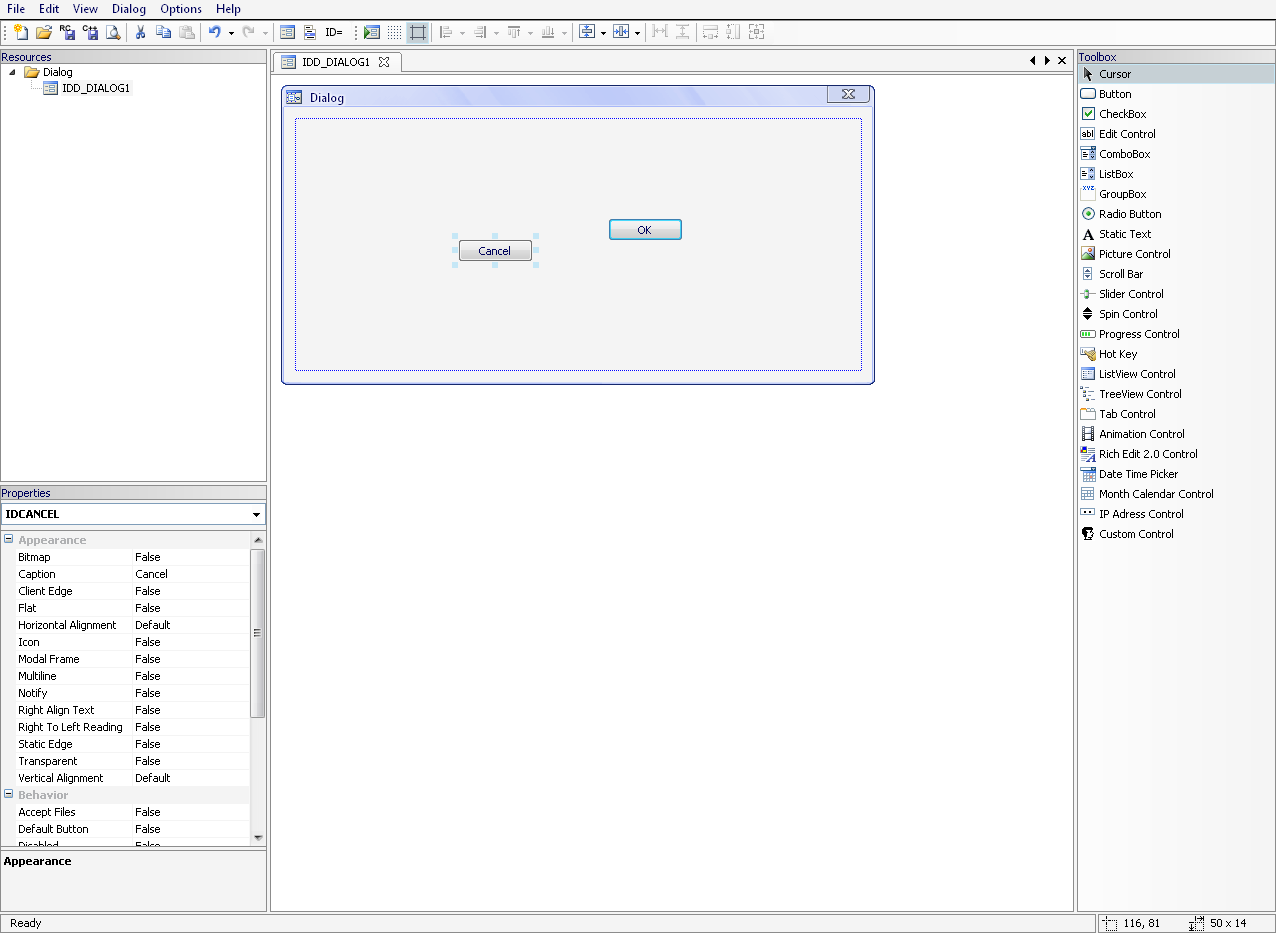 File Edit View Dialog Options Help
RC C++ ID=
Resources
Dialog
IDD_DIALOG1
IDD_DIALOG1
Dialog
OK
Cancel
Properties
IDCANCEL
Appearance
Bitmap False
Caption Cancel
Client Edge False
Flat False
Horizontal Alignment Default
Icon False
Modal Frame False
Multiline False
Notify False
Right Align Text False
Right To Left Reading False
Static Edge False
Transparent False
Vertical Alignment Default
Behavior
Accept Files False
Default Button False
Disabled False
Appearance
Toolbox
Cursor
Button
CheckBox
abl Edit Control
ComboBox
ListBox
XYZ GroupBox
Radio Button
A Static Text
Picture Control
Scroll Bar
Slider Control
Spin Control
Progress Control
Hot Key
ListView Control
TreeView Control
Tab Control
Animation Control
Rich Edit 2.0 Control
Date Time Picker
Month Calendar Control
IP Adress Control
Custom Control
Ready 116, 81 50 x 14